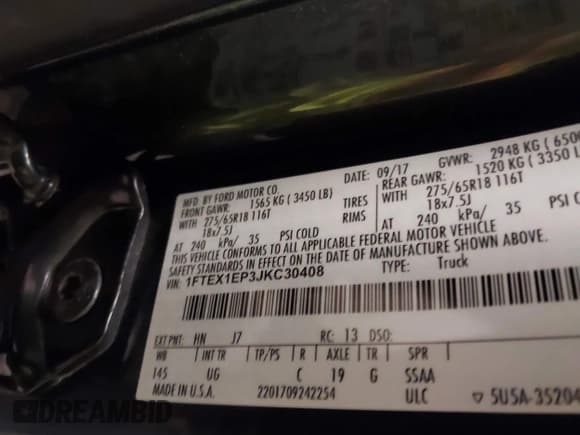 MFD. BY FORD MOTOR CO. DATE: 09/17 GVWR: 2948 KG ( 6500
FRONT GAWR: 1565 KG ( 3450 LB) REAR GAWR: 1520 KG ( 3350 L
WITH 275/65R18 116T TIRES WITH 275/65R18 116T
18x7.5J RIMS 18x7.5J
AT 240 kPa/ 35 PSI COLD AT 240 kPa/ 35 PSI CO
THIS VEHICLE CONFORMS TO ALL APPLICABLE FEDERAL MOTOR VEHICLE
SAFETY STANDARDS IN EFFECT ON THE DATE OF MANUFACTURE SHOWN ABOVE.
VIN: 1FTEX1EP3JKC30408 TYPE: Truck
EXT PNT: HN J7 RC: 13 DSO:
WB INT TR TP/PS R AXLE TR SPR
145 UG C 19 G SSAA
MADE IN U.S.A. 2201709242254 ULC 5U5A-35204
DREAMBID